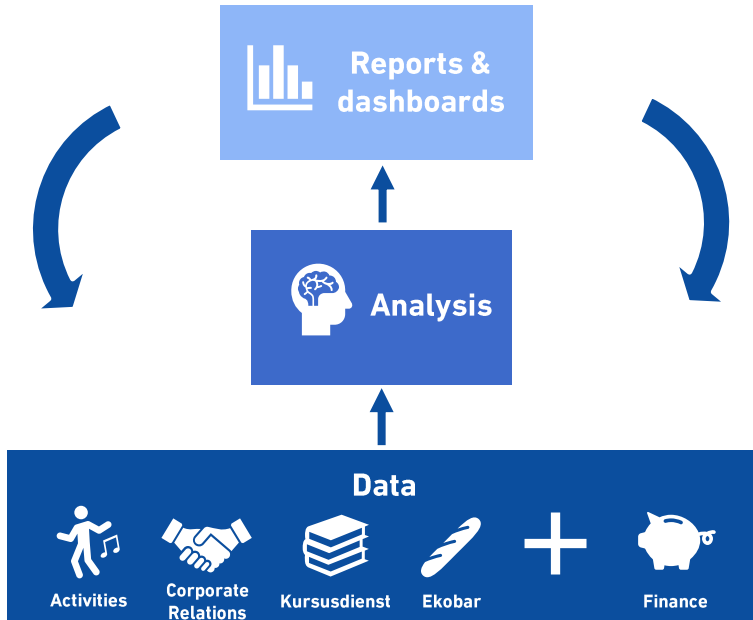 Reports &
dashboards
Analysis
Data
Activities
Corporate
Relations
Kursusdienst
Ekobar
Finance